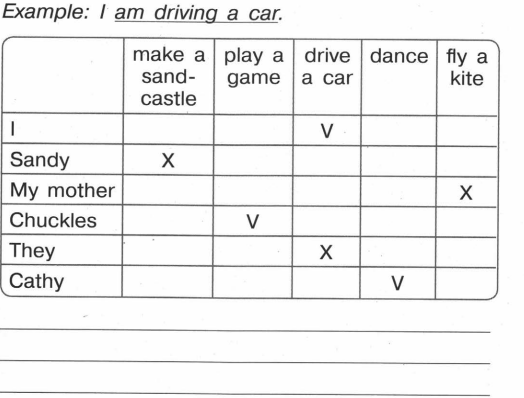 Example: I am driving a car.
make a sand-castle play a game drive a car dance fly a kite
I V
Sandy X
My mother X
Chuckles V
They X
Cathy V